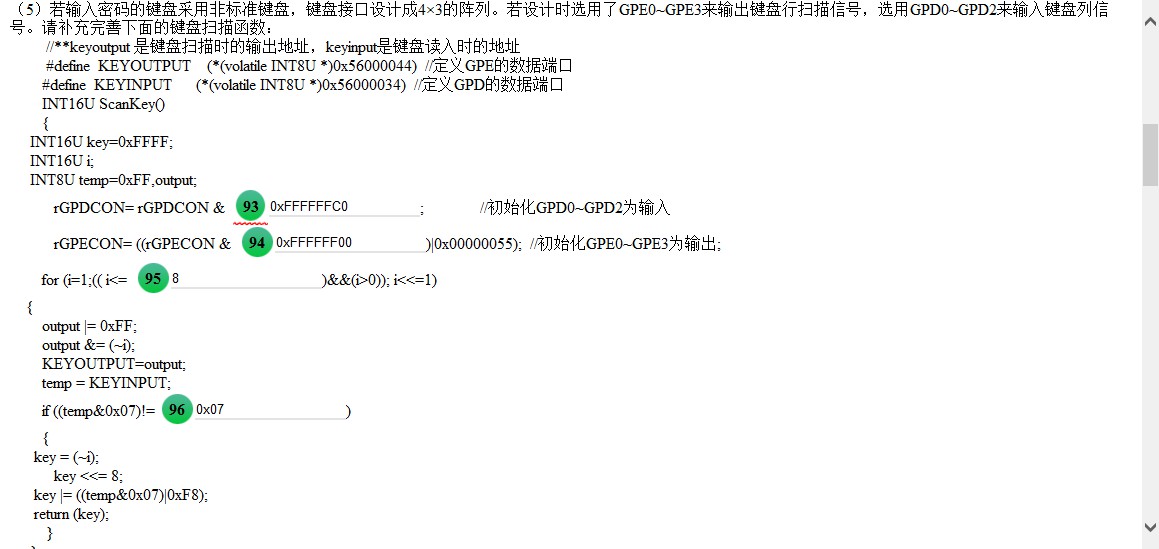 （5）若输入密码的键盘采用非标准键盘，键盘接口设计成4×3的阵列。若设计时选用了GPE0~GPE3来输出键盘行扫描信号，选用GPD0~GPD2来输入键盘列信
号。请补充完善下面的键盘扫描函数：
//**keyoutput 是键盘扫描时的输出地址，keyinput是键盘读入时的地址
#define KEYOUTPUT (*(volatile INT8U *)0x56000044) //定义GPE的数据端口
#define KEYINPUT (*(volatile INT8U *)0x56000034) //定义GPD的数据端口
INT16U ScanKey()
{
INT16U key=0xFFFF;
INT16U i;
INT8U temp=0xFF,output;
rGPDCON= rGPDCON & 93 0xFFFFFFC0 ; //初始化GPD0~GPD2为输入
rGPECON= ((rGPECON & 94 0xFFFFFF00 )|0x00000055); //初始化GPE0~GPE3为输出;
for (i=1;(( i<= 95 8 )&&(i>0)); i<<=1)
{
output |= 0xFF;
output &= (~i);
KEYOUTPUT=output;
temp = KEYINPUT;
if ((temp&0x07)!= 96 0x07 )
{
key = (~i);
key <<= 8;
key |= ((temp&0x07)|0xF8);
return (key);
}